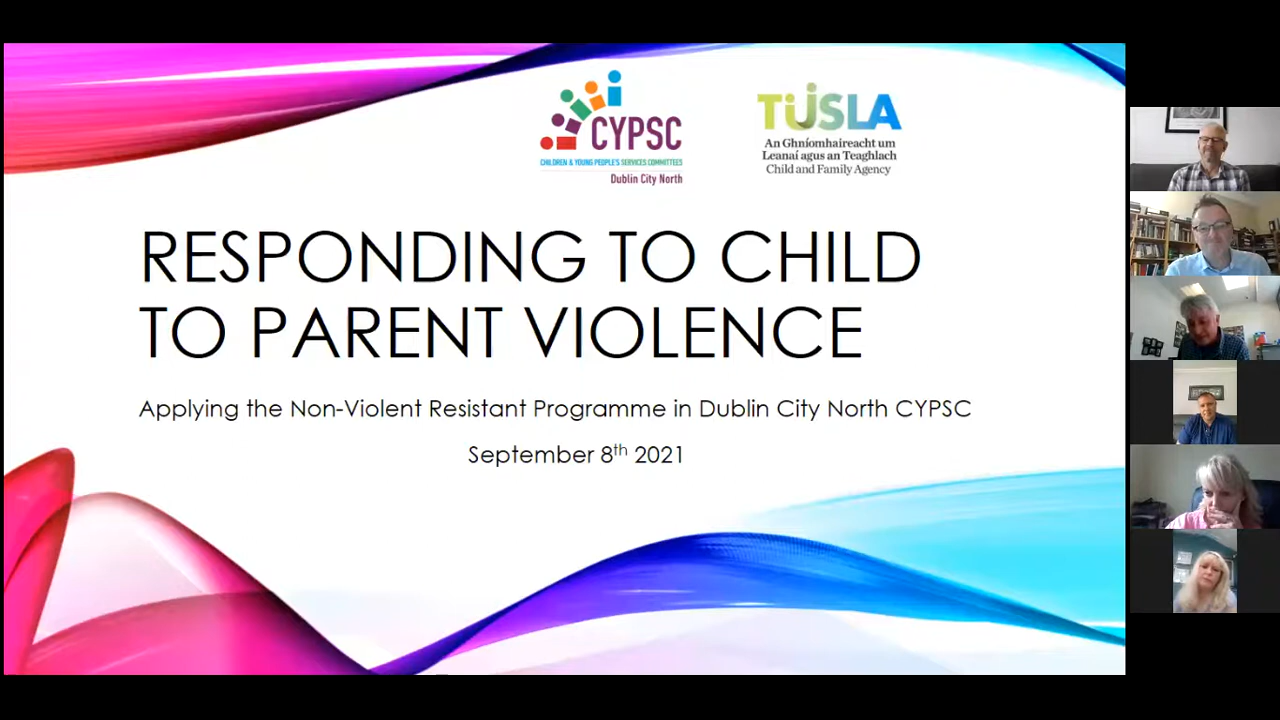 CYPSC
CHILDREN & YOUNG PEOPLE'S SERVICES COMMITTEES
Dublin City North
TUSLA
An Ghníomhaireacht um
Leanaí agus an Teaghlach
Child and Family Agency
RESPONDING TO CHILD
TO PARENT VIOLENCE
Applying the Non-Violent Resistant Programme in Dublin City North CYPSC
September 8th 2021